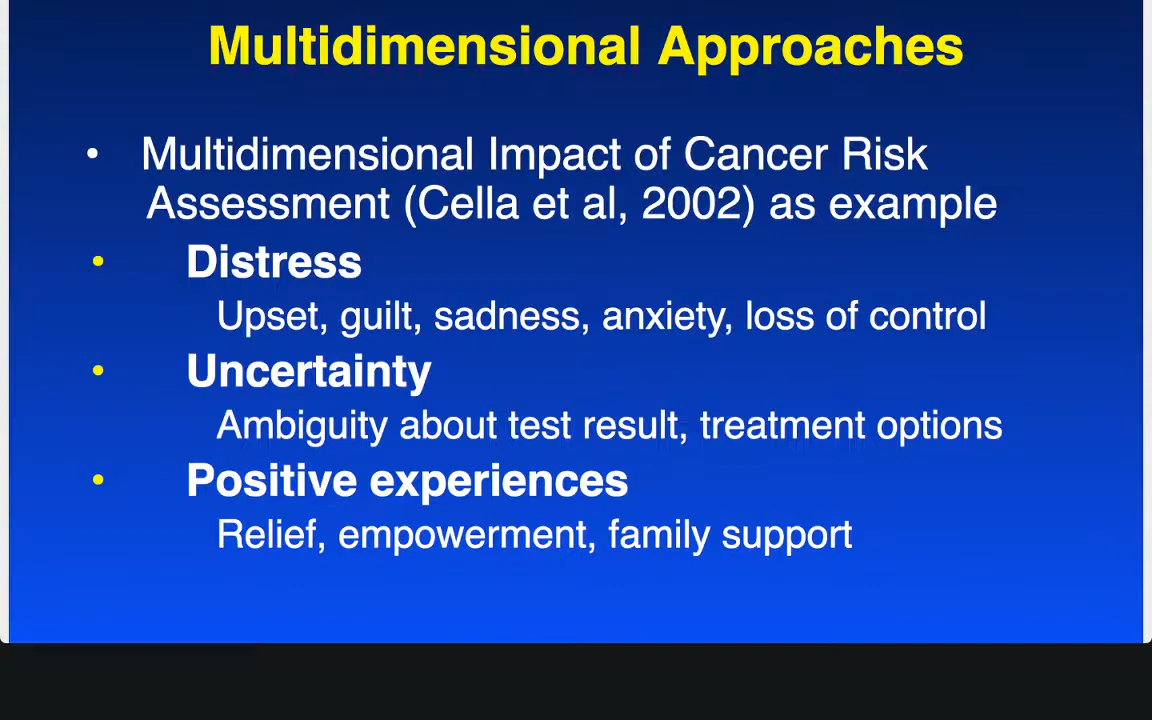 Multidimensional Approaches
• Multidimensional Impact of Cancer Risk
Assessment (Cella et al, 2002) as example
• Distress
Upset, guilt, sadness, anxiety, loss of control
• Uncertainty
Ambiguity about test result, treatment options
• Positive experiences
Relief, empowerment, family support